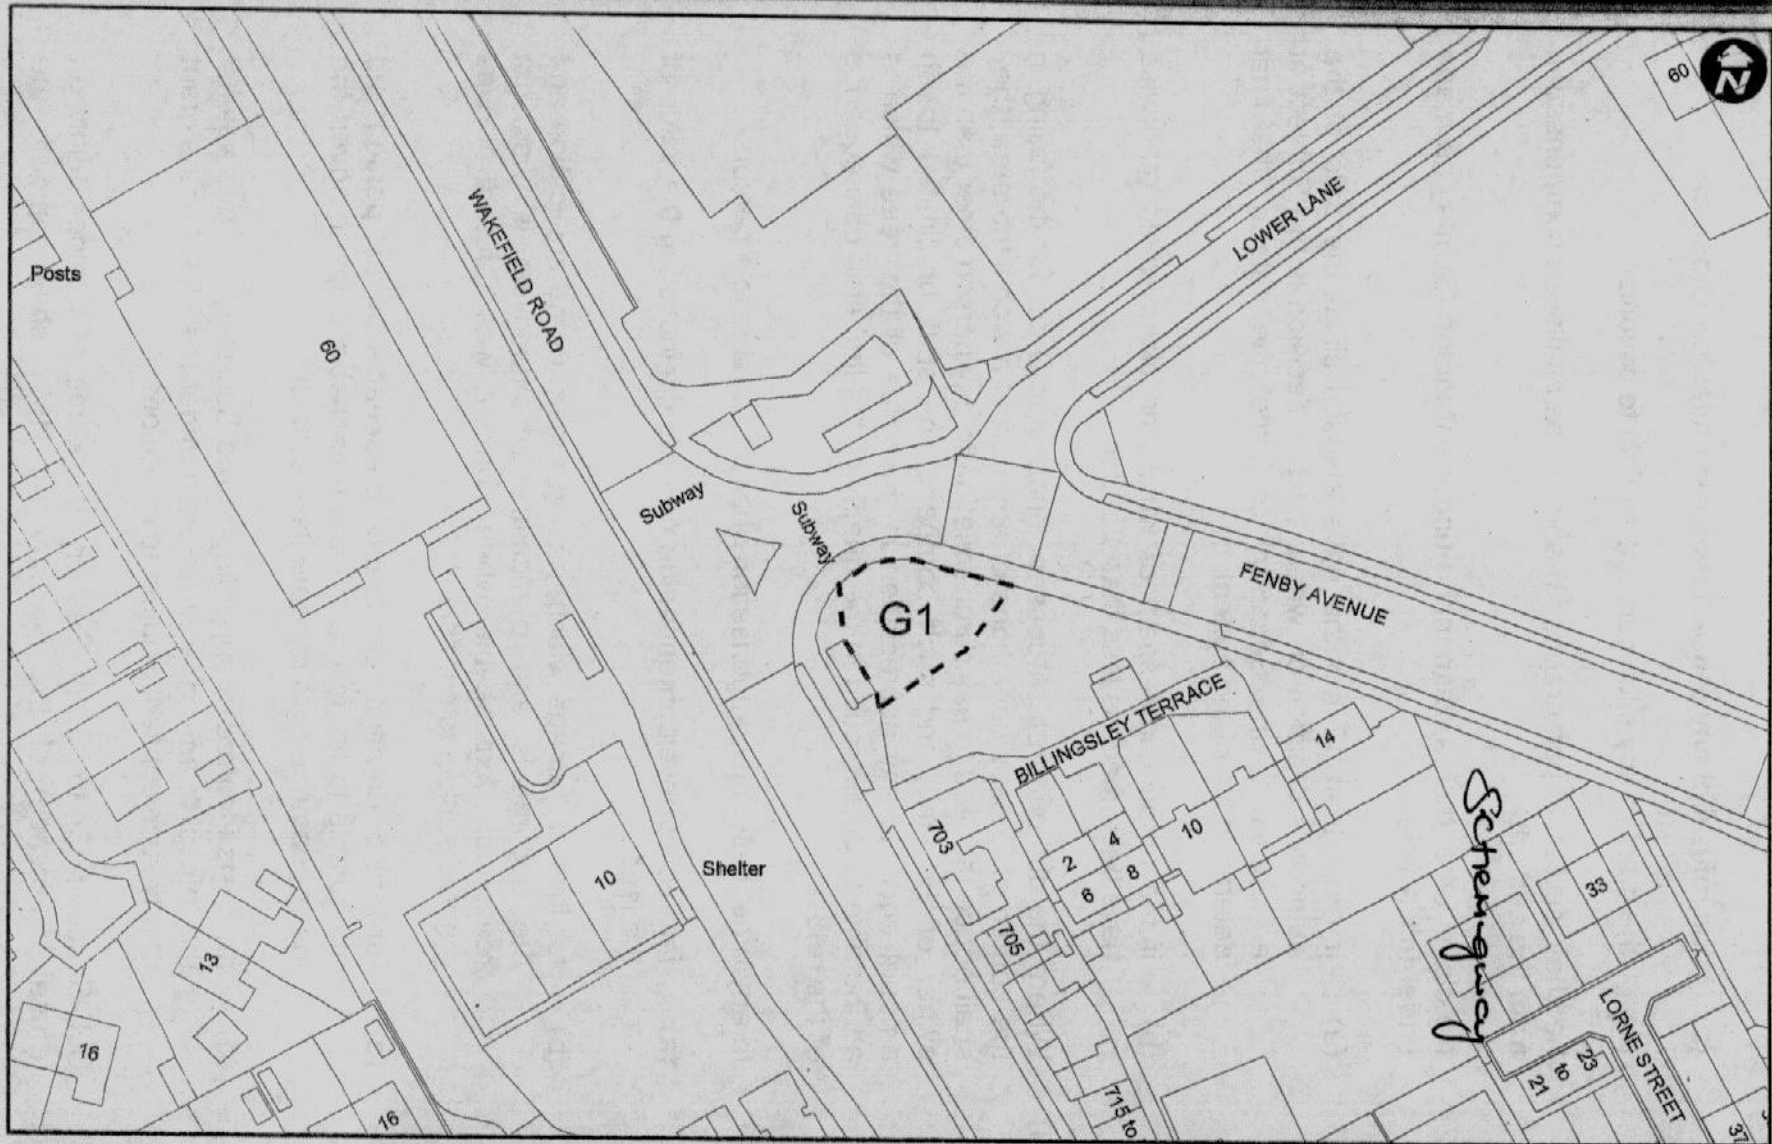 N
60
Posts
WAKEFIELD ROAD
LOWER LANE
60
Subway
Subway
G1
FENBY AVENUE
BILLINGSLEY TERRACE
14
703
2
4
10
6
8
Shelter
10
33
705
13
LORNE STREET
16
21 to 23
16
715 to
37